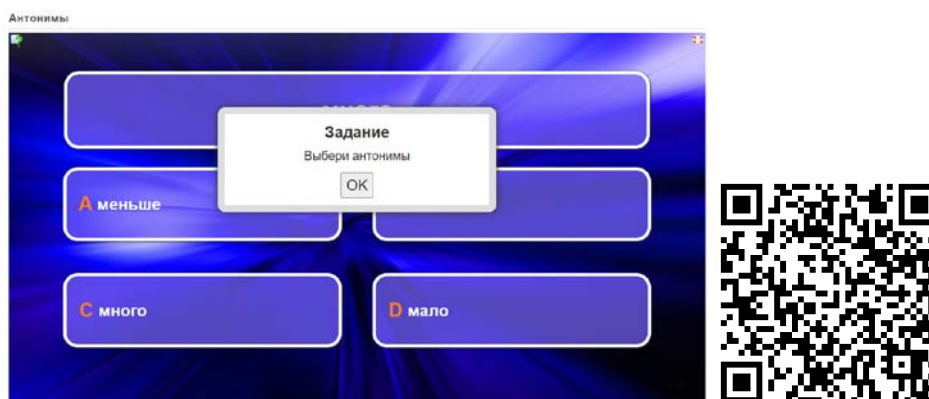 Антонимы
Задание
Выбери антонимы
OK
A меньше
C много
D мало